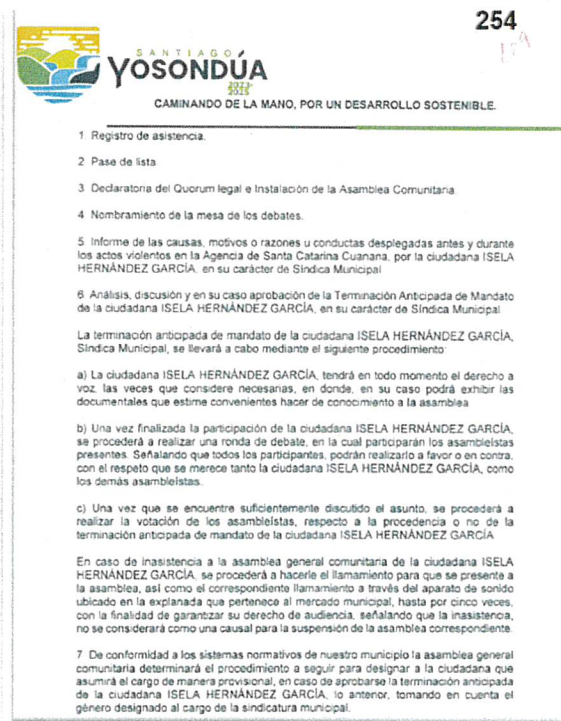 254
SANTIAGO
YOSONDÚA
2023-
2025
CAMINANDO DE LA MANO, POR UN DESARROLLO SOSTENIBLE.
1 Registro de asistencia.
2 Pase de lista
3 Declaratoria del Quorum legal e Instalación de la Asamblea Comunitaria.
4 Nombramiento de la mesa de los debates.
5 Informe de las causas, motivos o razones u conductas desplegadas antes y durante
los actos violentos en la Agencia de Santa Catarina Cuanana, por la ciudadana ISELA
HERNÁNDEZ GARCÍA, en su carácter de Síndica Municipal
6 Análisis, discusión y en su caso aprobación de la Terminación Anticipada de Mandato
de la ciudadana ISELA HERNÁNDEZ GARCÍA, en su carácter de Síndica Municipal
La terminación anticipada de mandato de la ciudadana ISELA HERNÁNDEZ GARCÍA,
Síndica Municipal, se llevará a cabo mediante el siguiente procedimiento:
a) La ciudadana ISELA HERNÁNDEZ GARCÍA, tendrá en todo momento el derecho a
voz, las veces que considere necesarias, en donde, en su caso podrá exhibir las
documentales que estime convenientes hacer de conocimiento a la asamblea
b) Una vez finalizada la participación de la ciudadana ISELA HERNÁNDEZ GARCÍA,
se procederá a realizar una ronda de debate, en la cual participarán los asambleístas
presentes. Señalando que todos los participantes, podrán realizarlo a favor o en contra,
con el respeto que se merece tanto la ciudadana ISELA HERNÁNDEZ GARCÍA, como
los demás asambleístas.
c) Una vez que se encuentre suficientemente discutido el asunto, se procederá a
realizar la votación de los asambleístas, respecto a la procedencia o no de la
terminación anticipada de mandato de la ciudadana ISELA HERNÁNDEZ GARCÍA
En caso de inasistencia a la asamblea general comunitaria de la ciudadana ISELA
HERNÁNDEZ GARCÍA, se procederá a hacerle el llamamiento para que se presente a
la asamblea, así como el correspondiente llamamiento a través del aparato de sonido
ubicado en la explanada que pertenece al mercado municipal, hasta por cinco veces,
con la finalidad de garantizar su derecho de audiencia, señalando que la inasistencia,
no se considerará como una causal para la suspensión de la asamblea correspondiente.
7 De conformidad a los sistemas normativos de nuestro municipio la asamblea general
comunitaria determinará el procedimiento a seguir para designar a la ciudadana que
asumirá el cargo de manera provisional, en caso de aprobarse la terminación anticipada
de la ciudadana ISELA HERNÁNDEZ GARCÍA, lo anterior, tomando en cuenta el
género designado al cargo de la sindicatura municipal.